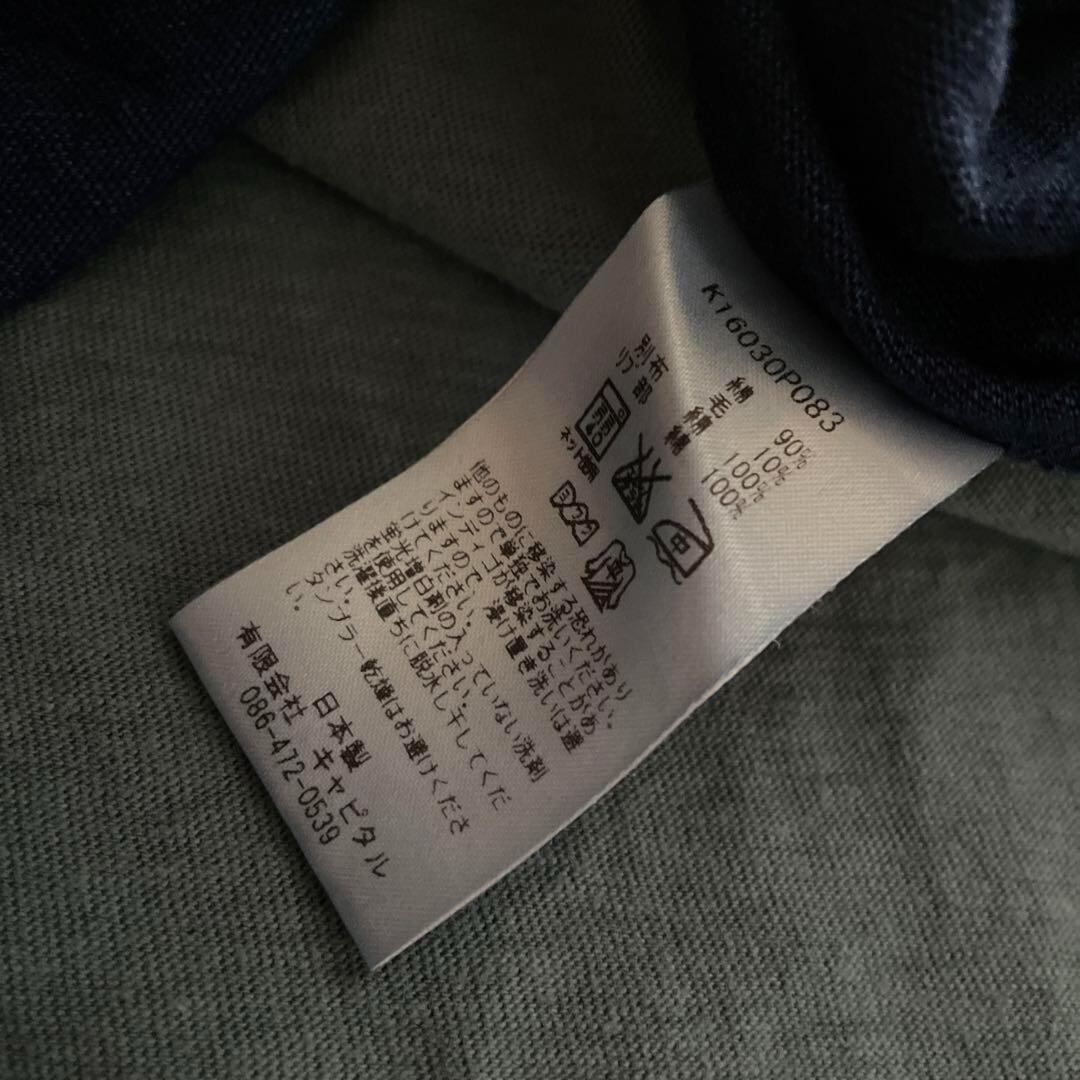 K16030P083
綿 90%
毛 10%
別布 綿 100%
リブ部 綿 100%
ネット使用
他のものに移染する恐れがあり
ますので単独でお洗いください。
インディゴが移染することがあ
りますので、浸け置き洗いは避
けてください。
蛍光増白剤の入っていない洗剤
を使用してください。
洗濯後直ちに脱水し干してくだ
さい。
タンブラー乾燥はお避けくださ
い。
日本製
有限会社 キャピタル
086-472-0539